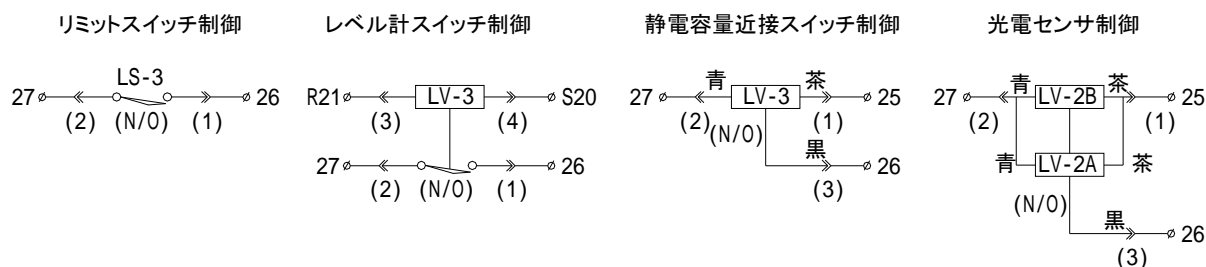 リミットスイッチ制御
LS-3
27
26
(2)
(N/O)
(1)
レベル計スイッチ制御
R21
LV-3
S20
(3)
(4)
27
26
(2)
(N/O)
(1)
静電容量近接スイッチ制御
青
茶
27
LV-3
25
(2)
(N/O)
(1)
黒
26
(3)
光電センサ制御
青
茶
27
LV-2B
25
(2)
(1)
青
LV-2A
茶
(N/O)
黒
26
(3)